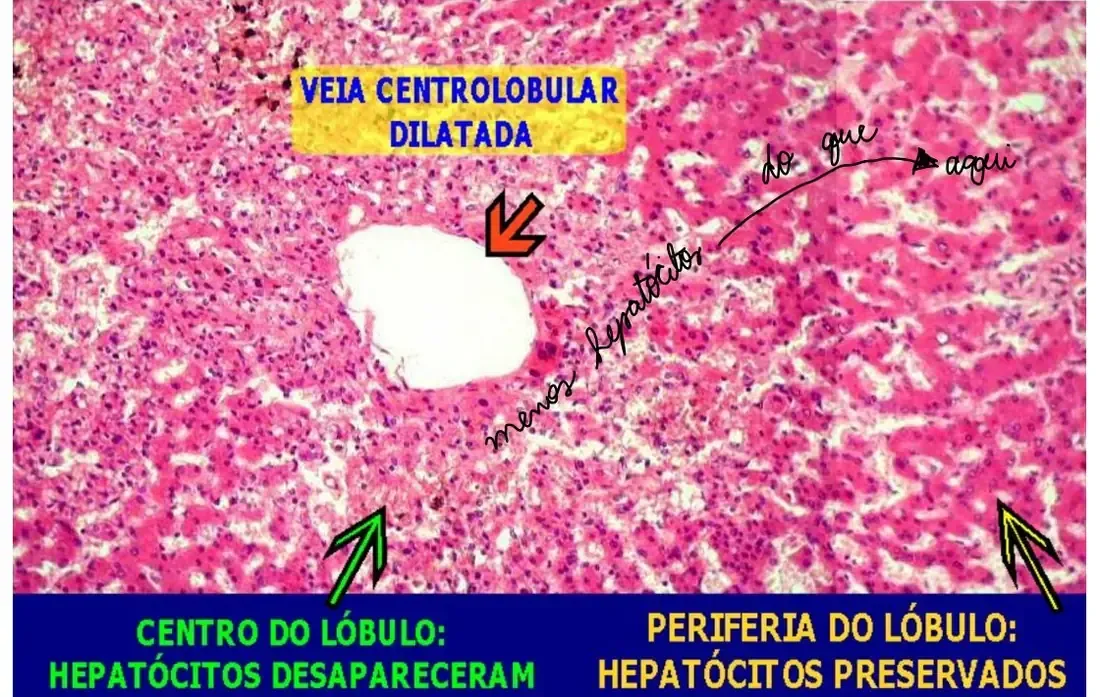 VEIA CENTROLOBULAR
DILATADA
menos hepatócitos do que aqui
CENTRO DO LÓBULO:
HEPATÓCITOS DESAPARECERAM
PERIFERIA DO LÓBULO:
HEPATÓCITOS PRESERVADOS